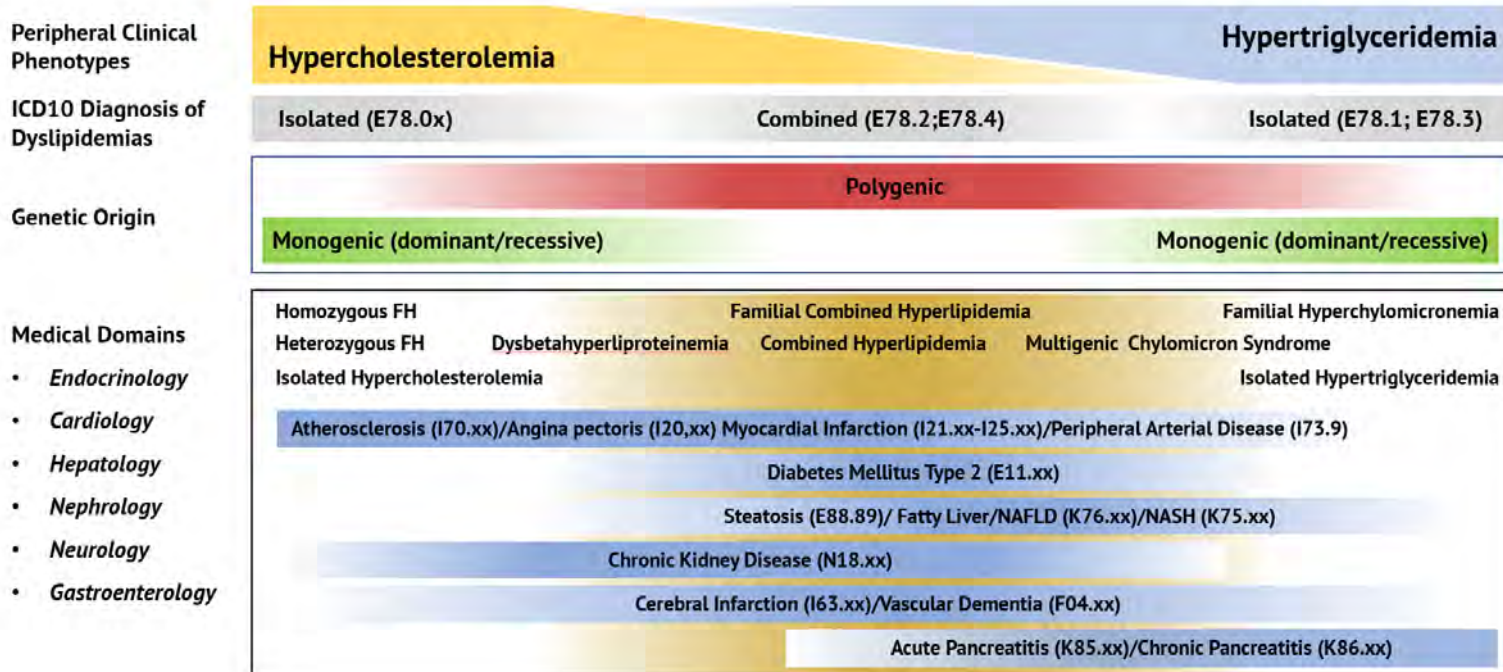 Peripheral Clinical
Phenotypes
Hypercholesterolemia
Hypertriglyceridemia
ICD10 Diagnosis of
Dyslipidemias
Isolated (E78.0x)
Combined (E78.2;E78.4)
Isolated (E78.1; E78.3)
Genetic Origin
Polygenic
Monogenic (dominant/recessive)
Monogenic (dominant/recessive)
Medical Domains
• Endocrinology
• Cardiology
• Hepatology
• Nephrology
• Neurology
• Gastroenterology
Homozygous FH
Familial Combined Hyperlipidemia
Familial Hyperchylomicronemia
Heterozygous FH
Dysbetahyperliproteinemia
Combined Hyperlipidemia
Multigenic Chylomicron Syndrome
Isolated Hypercholesterolemia
Isolated Hypertriglyceridemia
Atherosclerosis (I70.xx)/Angina pectoris (I20,xx) Myocardial Infarction (I21.xx-I25.xx)/Peripheral Arterial Disease (I73.9)
Diabetes Mellitus Type 2 (E11.xx)
Steatosis (E88.89)/ Fatty Liver/NAFLD (K76.xx)/NASH (K75.xx)
Chronic Kidney Disease (N18.xx)
Cerebral Infarction (I63.xx)/Vascular Dementia (F04.xx)
Acute Pancreatitis (K85.xx)/Chronic Pancreatitis (K86.xx)